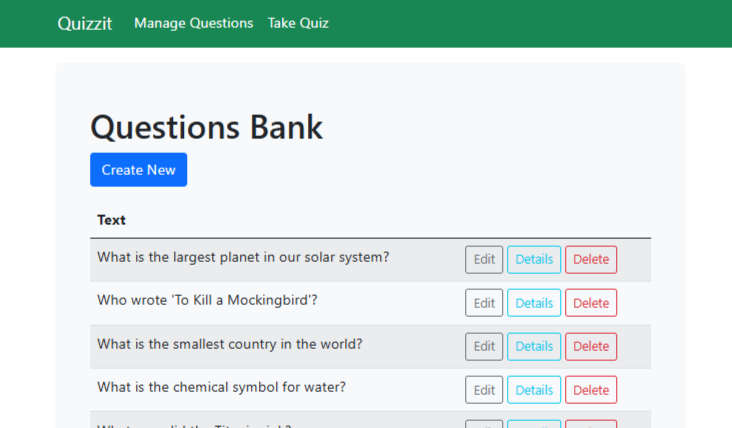 Quizzit Manage Questions Take Quiz
Questions Bank
Create New
Text
What is the largest planet in our solar system? Edit Details Delete
Who wrote 'To Kill a Mockingbird'? Edit Details Delete
What is the smallest country in the world? Edit Details Delete
What is the chemical symbol for water? Edit Details Delete